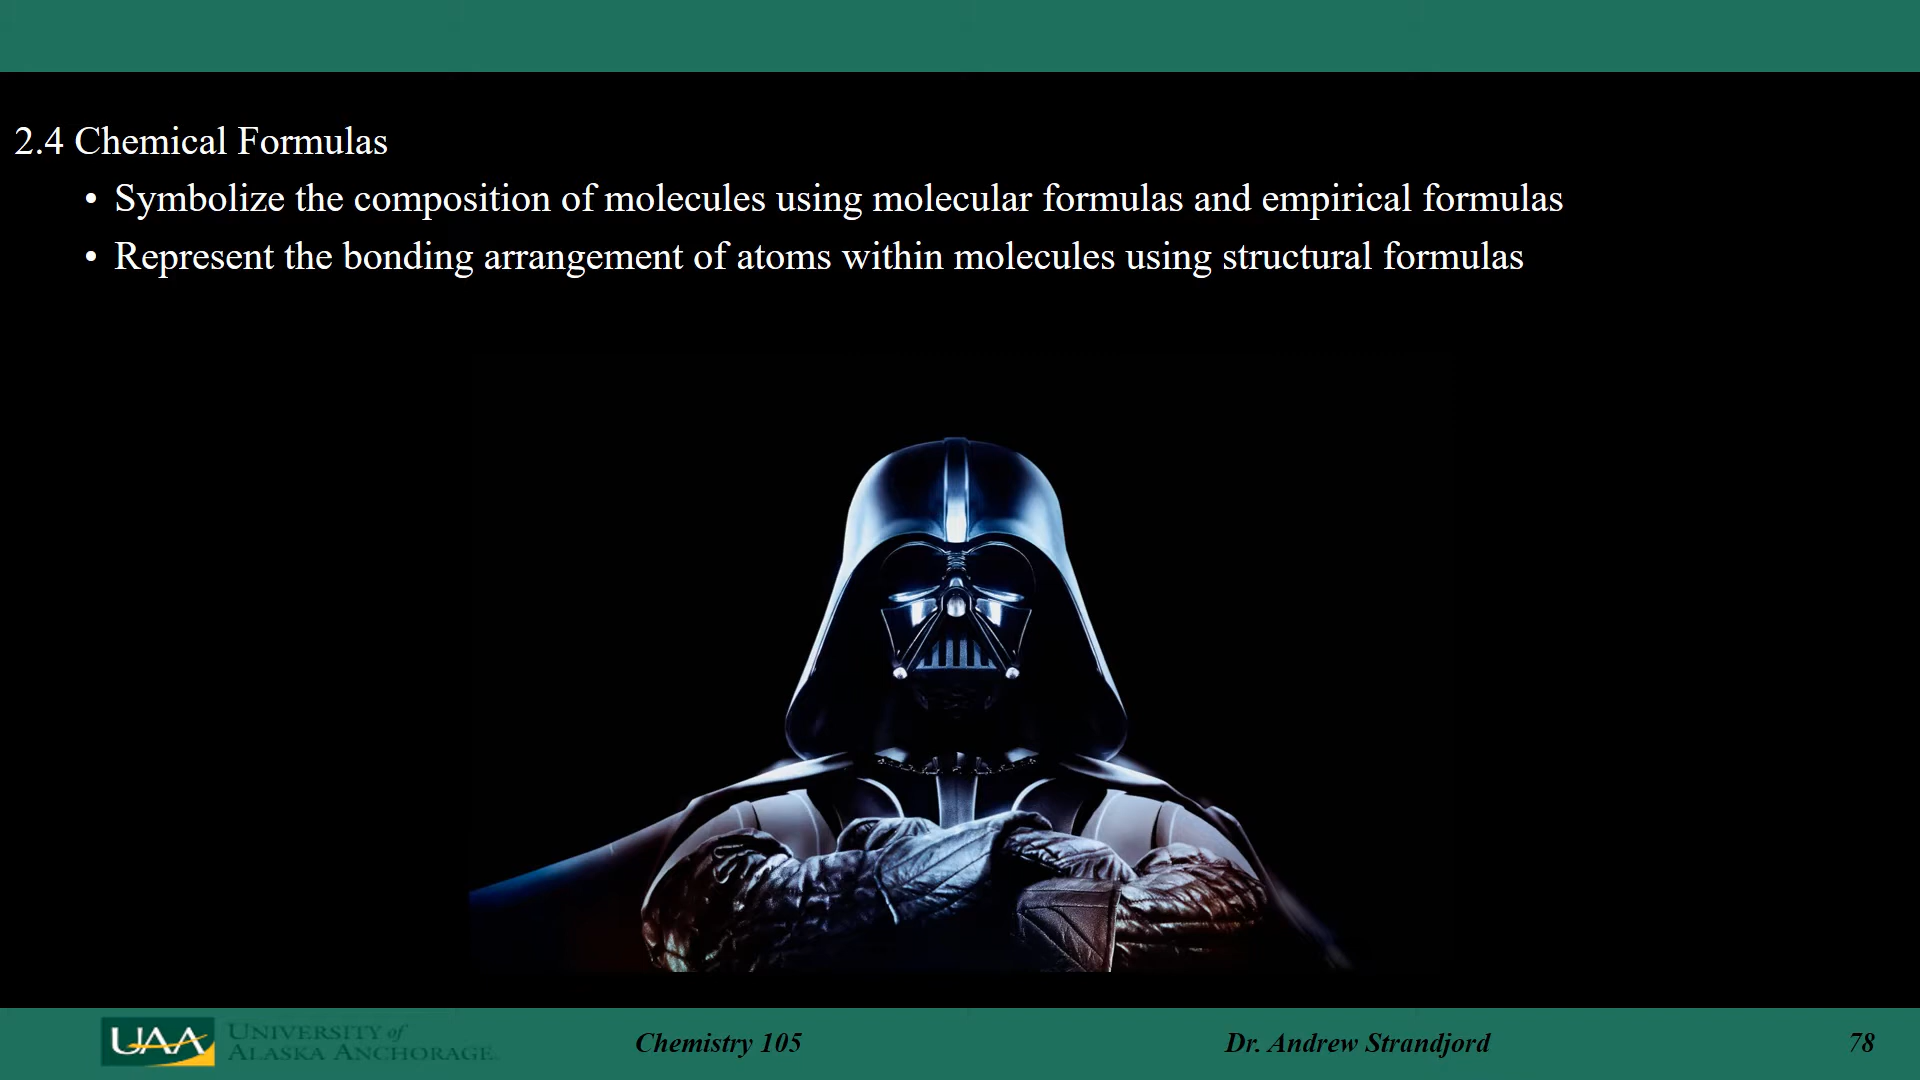 2.4 Chemical Formulas
• Symbolize the composition of molecules using molecular formulas and empirical formulas
• Represent the bonding arrangement of atoms within molecules using structural formulas
UAA
UNIVERSITY of
ALASKA ANCHORAGE.
Chemistry 105
Dr. Andrew Strandjord
78